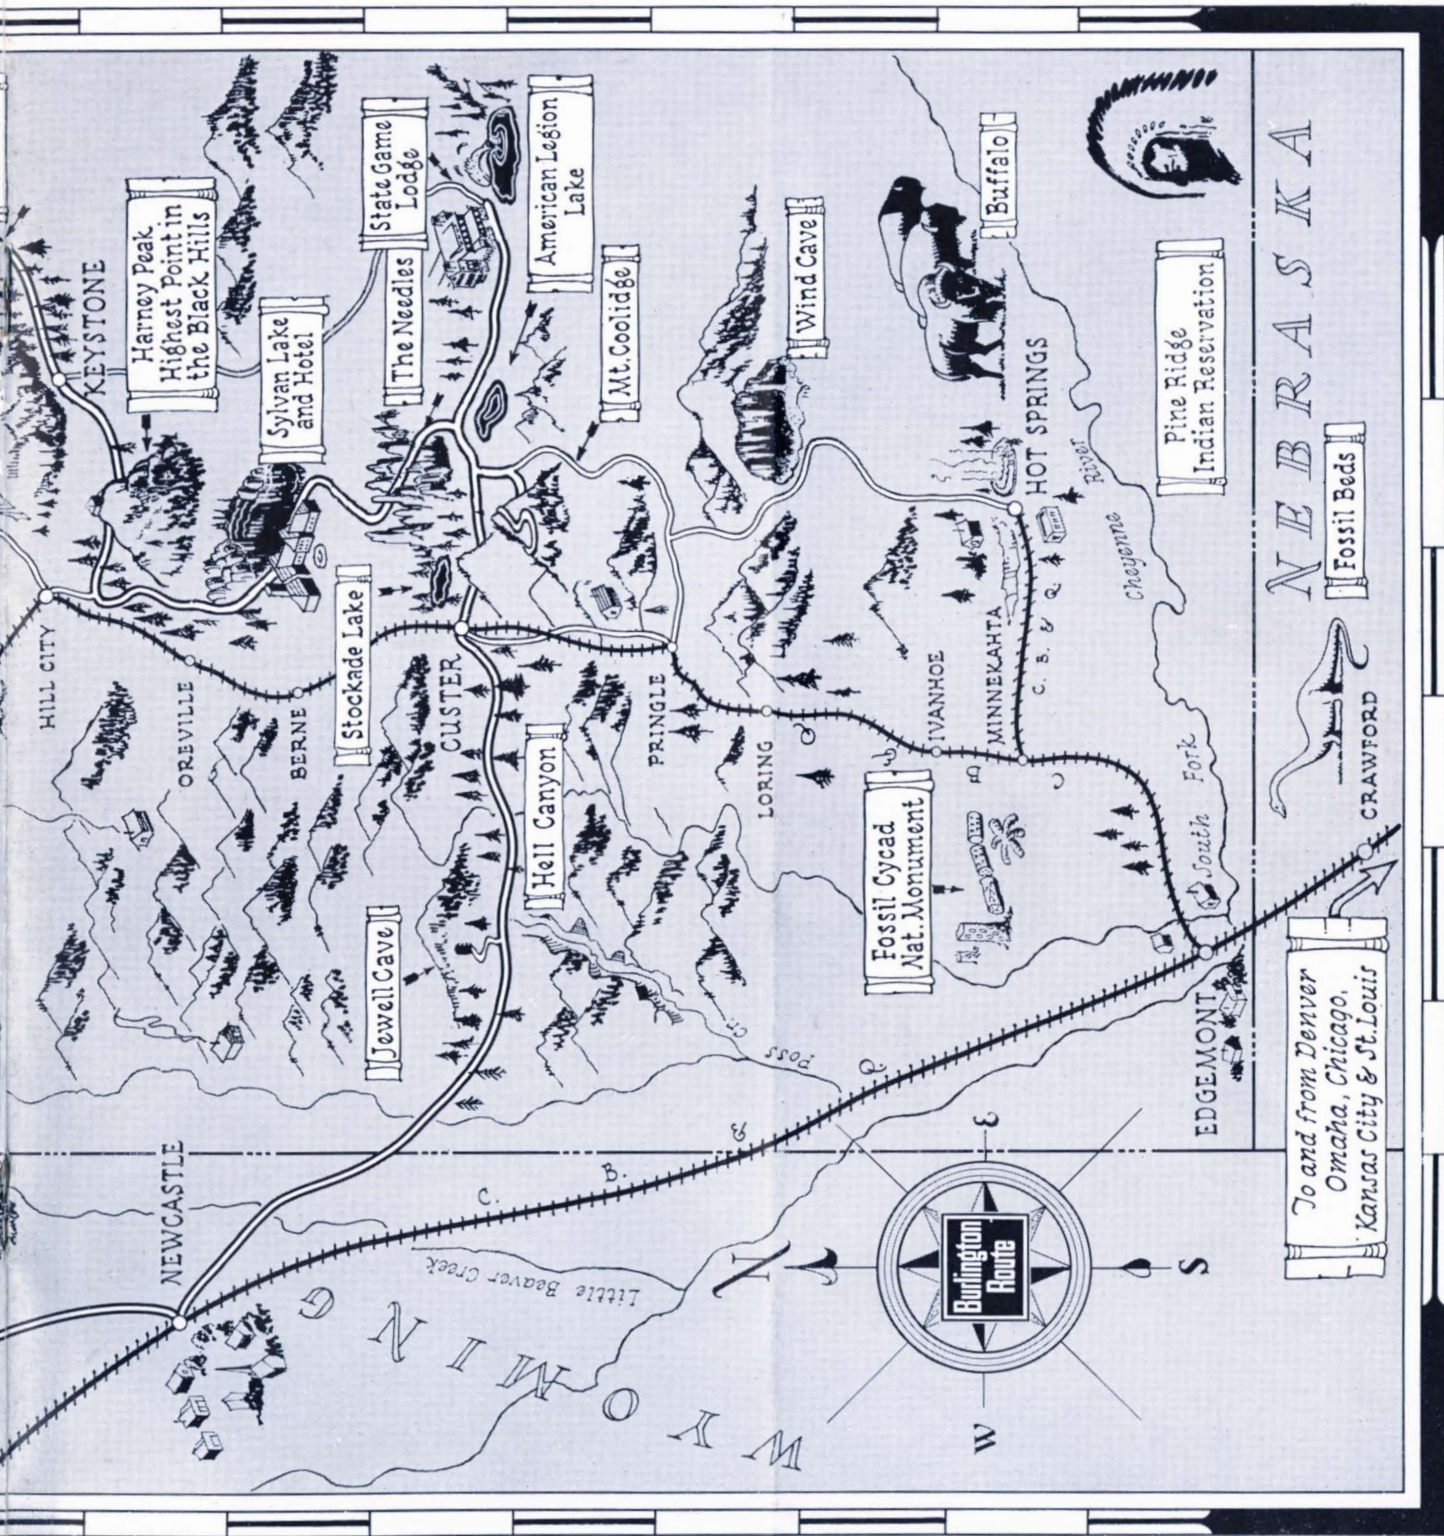 KEYSTONE
Harney Peak
Highest Point in
the Black Hills
Sylvan Lake
and Hotel
State Game
Lodge
The Needles
American Legion
Lake
Mt. Coolidge
Wind Cave
Buffalo
HOT SPRINGS
Pine Ridge
Indian Reservation
NEBRASKA
Fossil Beds
HILL CITY
OREVILLE
BERNE
Stockade Lake
CUSTER
Hell Canyon
PRINGLE
LORING
IVANHOE
MINNEKAHTA
C. B. & Q
Cheyenne
River
South Fork
CRAWFORD
Jewell Cave
Fossil Cycad
Nat. Monument
C B & Q
EDGEMONT
To and from Denver
Omaha, Chicago,
Kansas City & St. Louis
NEWCASTLE
C. B. & Q
Poss Cr.
Little Beaver Creek
WYOMING
N
E
S
W
Burlington
Route